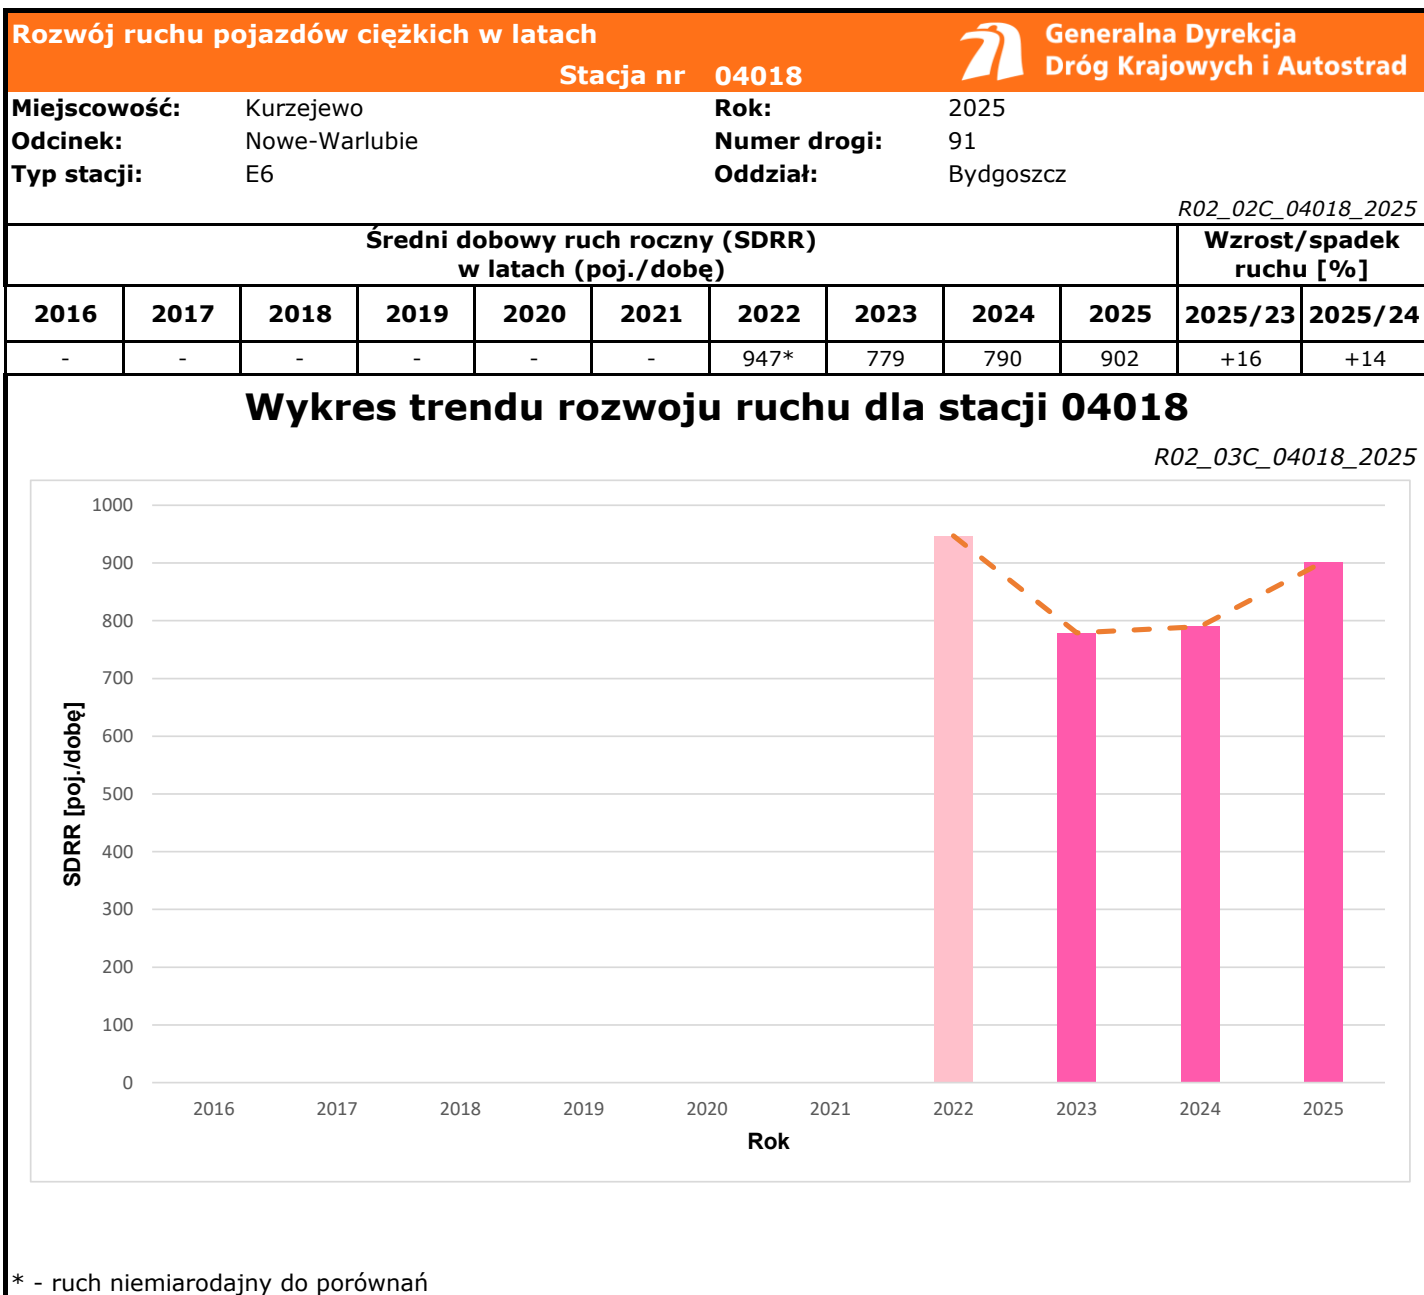 Rozwój ruchu pojazdów ciężkich w latach
Stacja nr 04018
Generalna Dyrekcja
Dróg Krajowych i Autostrad
Miejscowość: Kurzejewo Rok: 2025
Odcinek: Nowe-Warlubie Numer drogi: 91
Typ stacji: E6 Oddział: Bydgoszcz
R02_02C_04018_2025
Średni dobowy ruch roczny (SDRR)
w latach (poj./dobę)
Wzrost/spadek
ruchu [%]
2016 2017 2018 2019 2020 2021 2022 2023 2024 2025 2025/23 2025/24
- - - - - - 947* 779 790 902 +16 +14
Wykres trendu rozwoju ruchu dla stacji 04018
R02_03C_04018_2025
1000
900
800
700
600
500
400
300
200
100
0
SDRR [poj./dobę]
2016 2017 2018 2019 2020 2021 2022 2023 2024 2025
Rok
* - ruch niemiarodajny do porównań